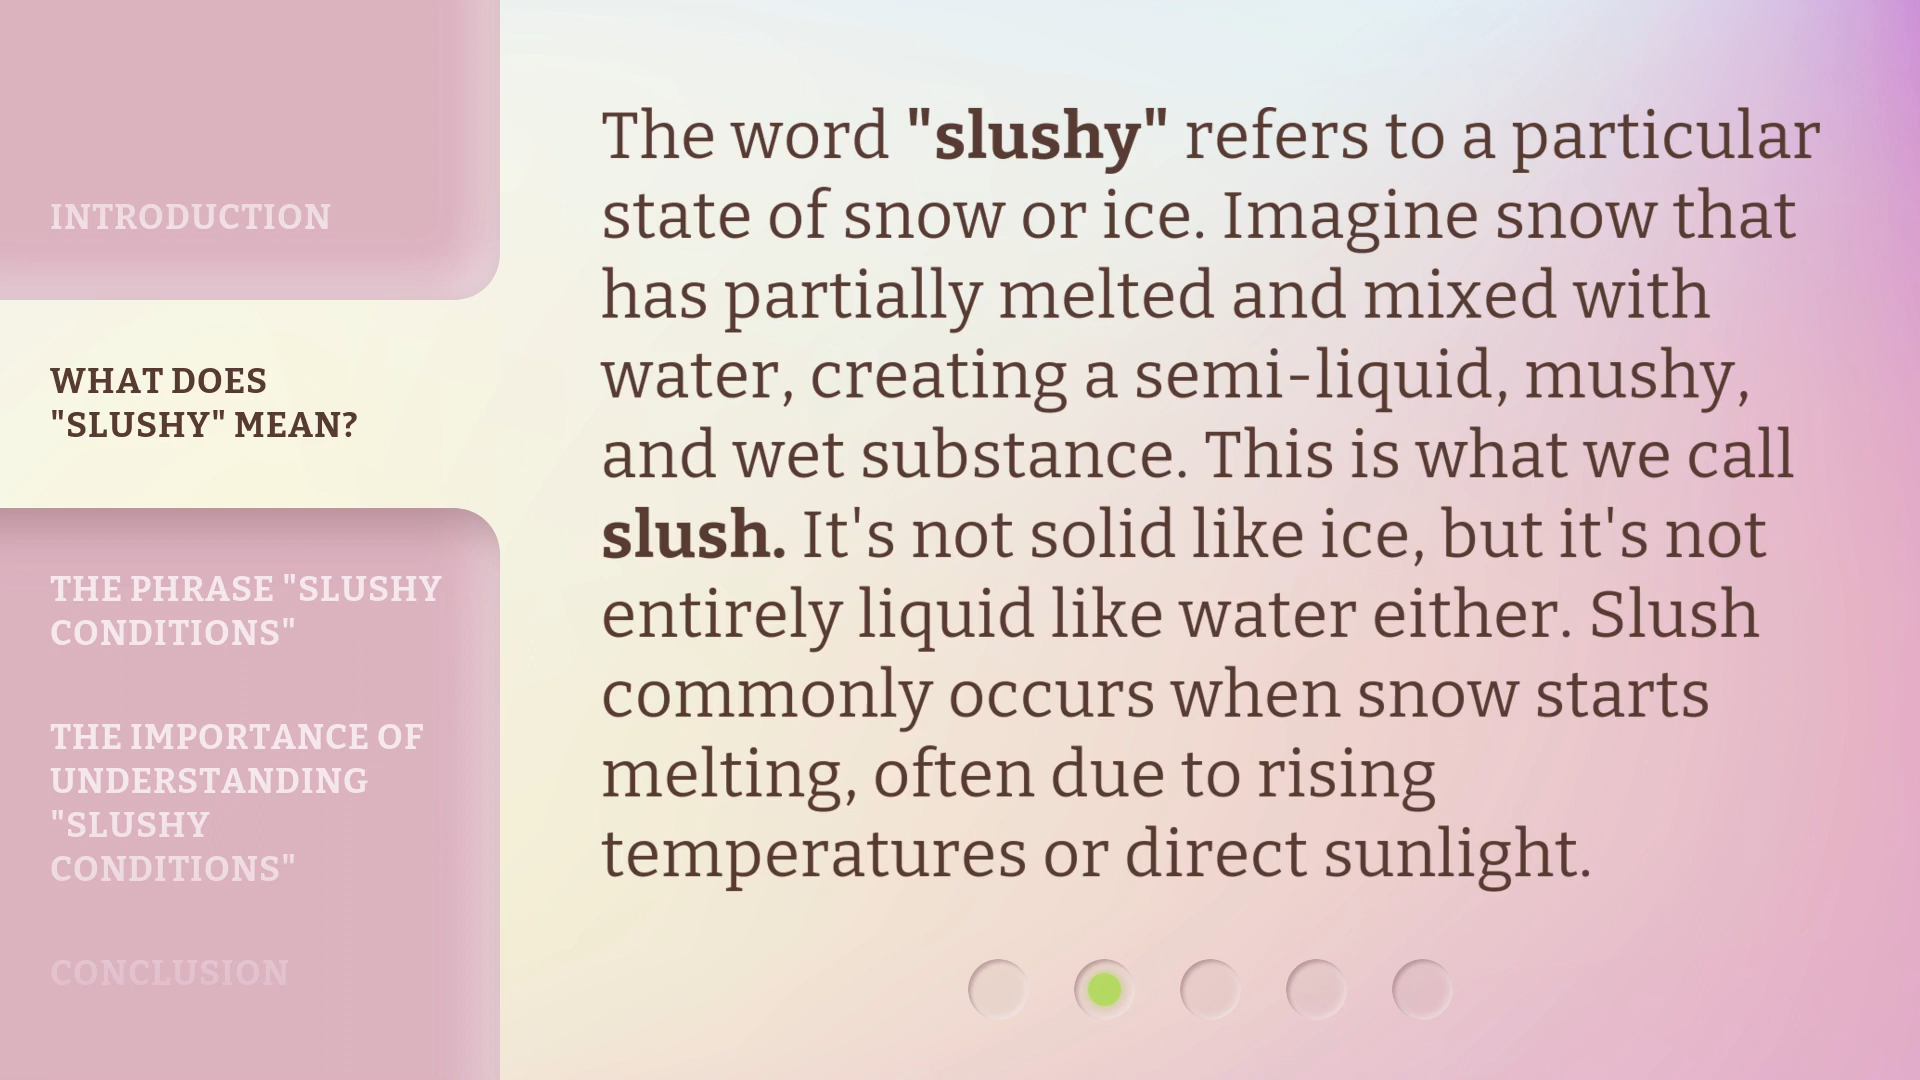 INTRODUCTION
WHAT DOES
"SLUSHY" MEAN?
THE PHRASE "SLUSHY
CONDITIONS"
THE IMPORTANCE OF
UNDERSTANDING
"SLUSHY
CONDITIONS"
CONCLUSION
The word "slushy" refers to a particular
state of snow or ice. Imagine snow that
has partially melted and mixed with
water, creating a semi-liquid, mushy,
and wet substance. This is what we call
slush. It's not solid like ice, but it's not
entirely liquid like water either. Slush
commonly occurs when snow starts
melting, often due to rising
temperatures or direct sunlight.